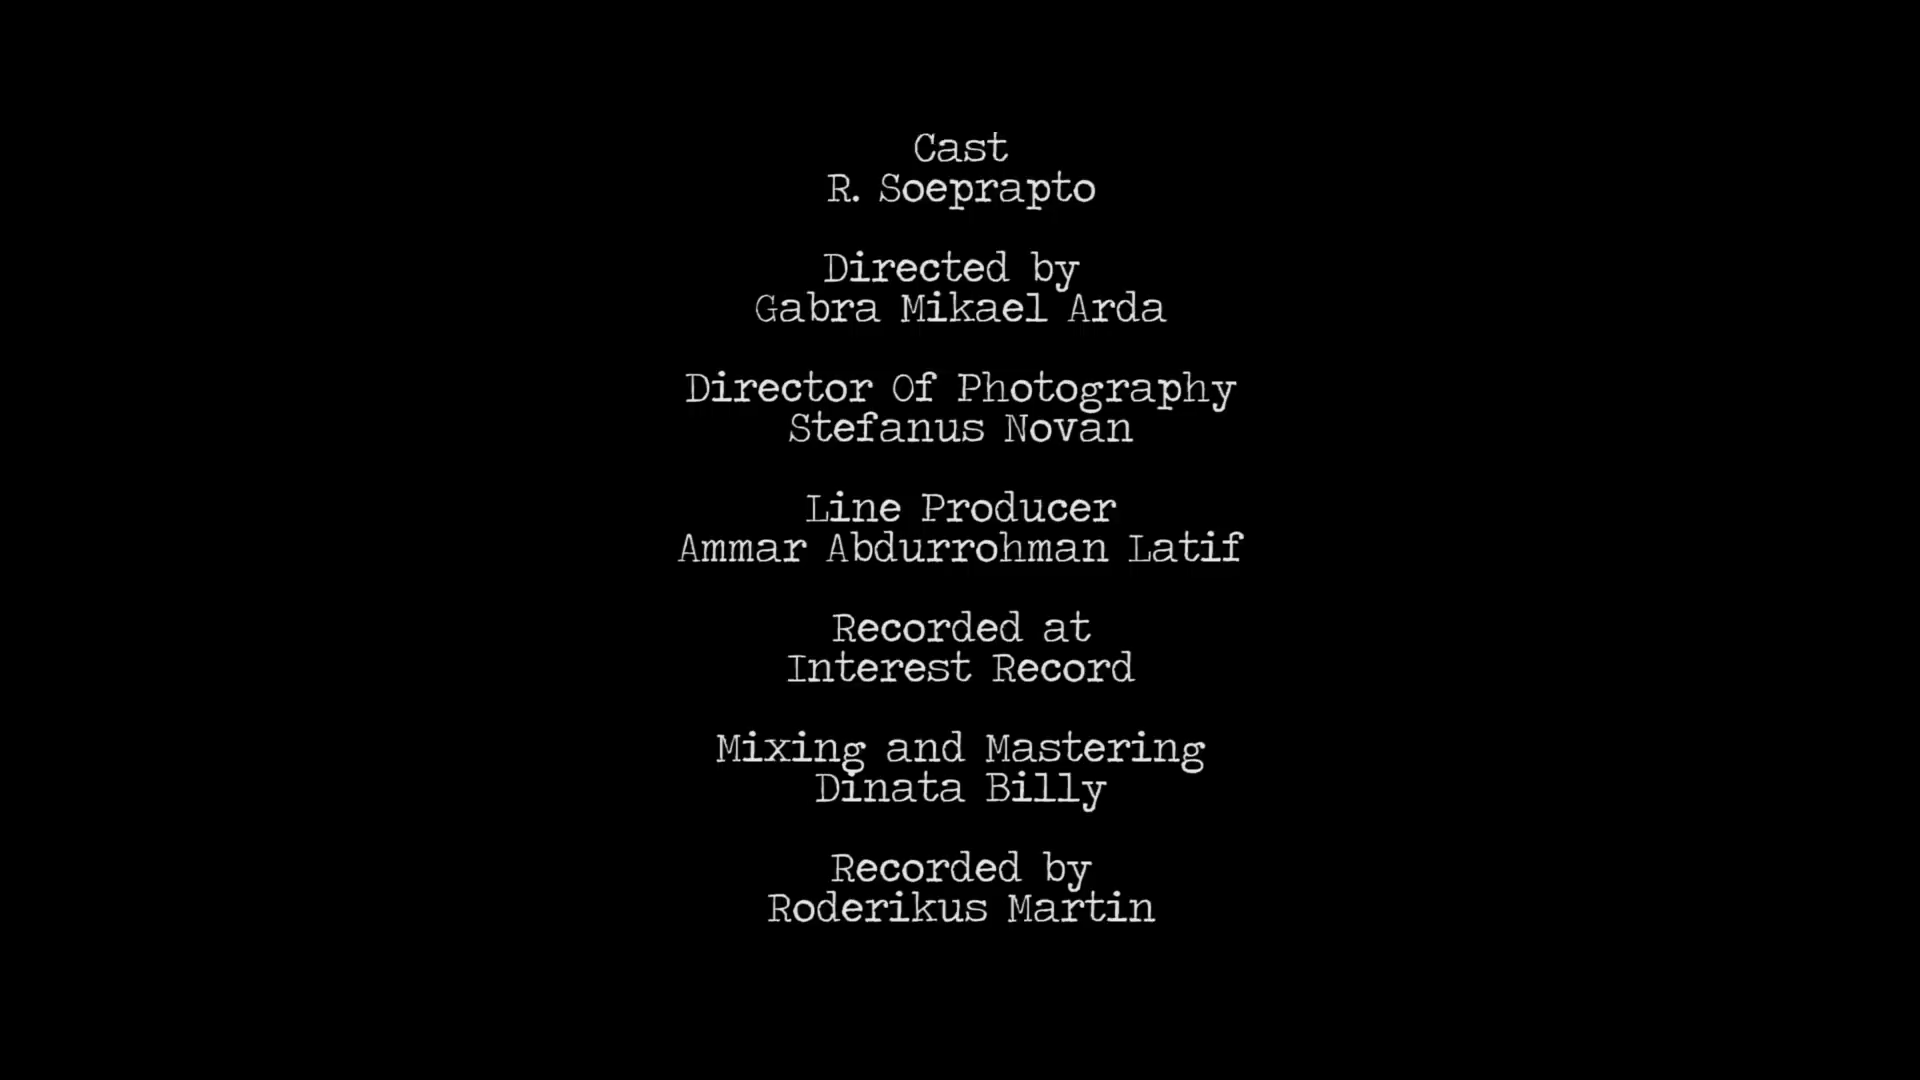 Cast
R. Soeprapto
Directed by
Gabra Mikael Arda
Director Of Photography
Stefanus Novan
Line Producer
Ammar Abdurrohman Latif
Recorded at
Interest Record
Mixing and Mastering
Dinata Billy
Recorded by
Roderikus Martin